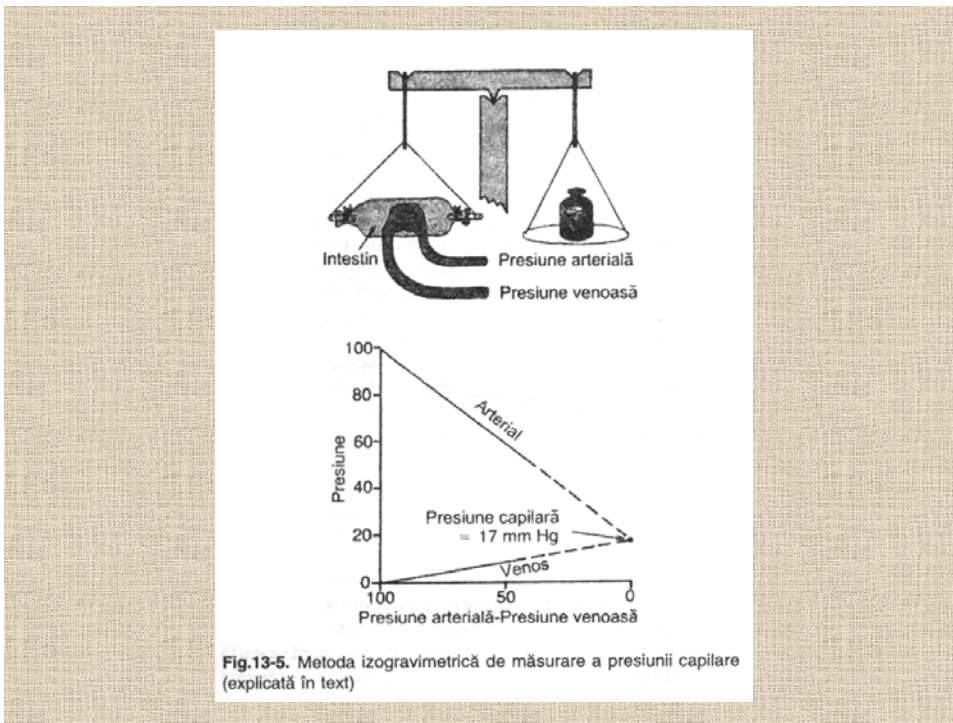 Intestin
Presiune arterială
Presiune venoasă
100
80
60
40
20
0
Presiune
Arterial
Presiune capilară
= 17 mm Hg
Venos
100
50
0
Presiune arterială-Presiune venoasă
Fig.13-5. Metoda izogravimetrică de măsurare a presiunii capilare
(explicată în text)